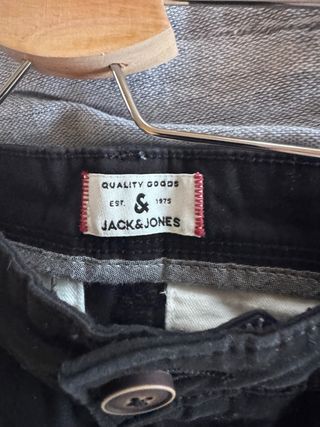 QUALITY GOODS
EST. & 1975
JACK&JONES